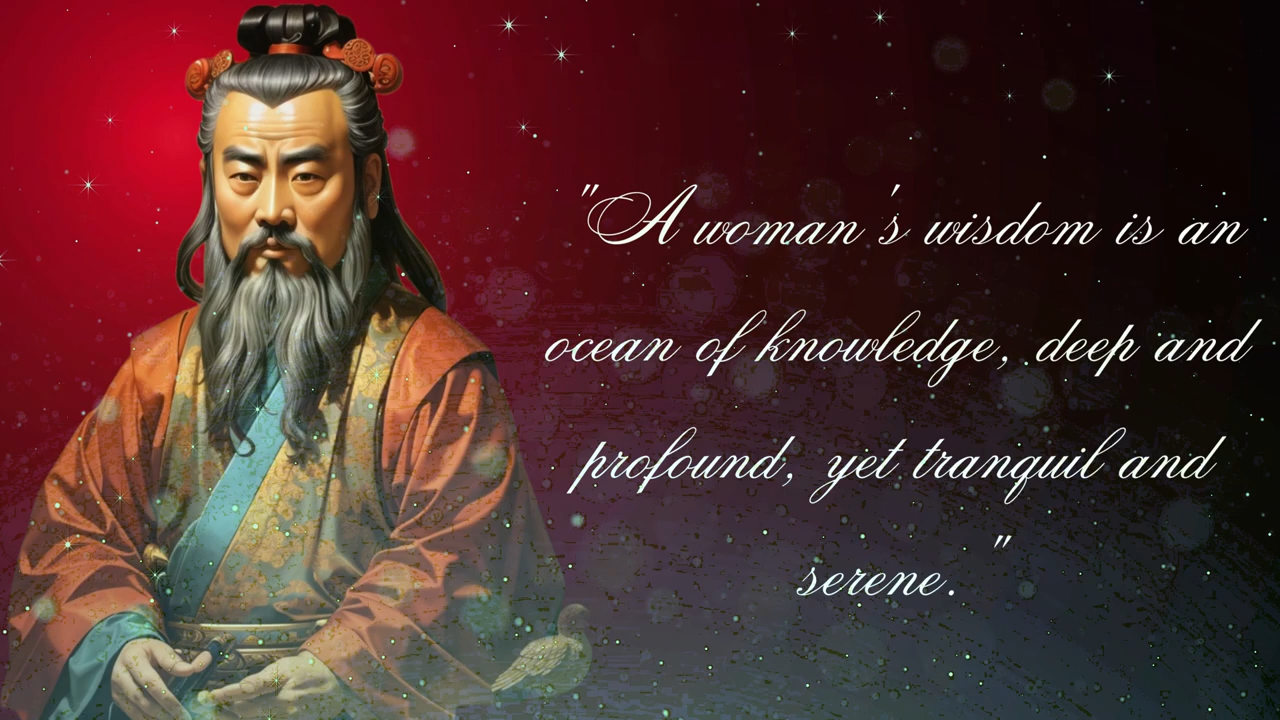 "A woman's wisdom is an
ocean of knowledge, deep and
profound, yet tranquil and
serene."